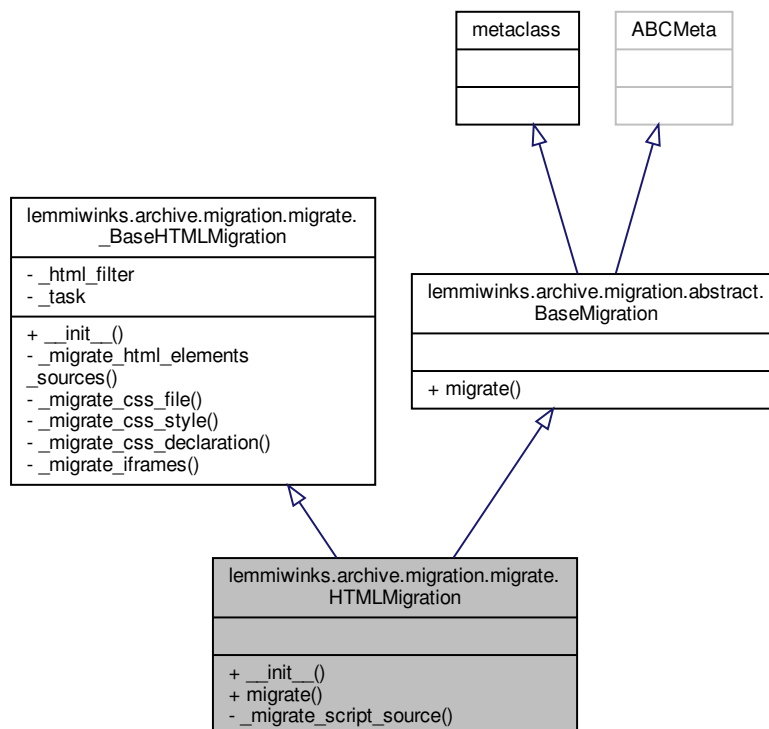 metaclass
ABCMeta
lemmiwinks.archive.migration.migrate.
_BaseHTMLMigration
- _html_filter
- _task
+ __init__()
- _migrate_html_elements
_sources()
- _migrate_css_file()
- _migrate_css_style()
- _migrate_css_declaration()
- _migrate_iframes()
lemmiwinks.archive.migration.abstract.
BaseMigration
+ migrate()
lemmiwinks.archive.migration.migrate.
HTMLMigration
+ __init__()
+ migrate()
- _migrate_script_source()